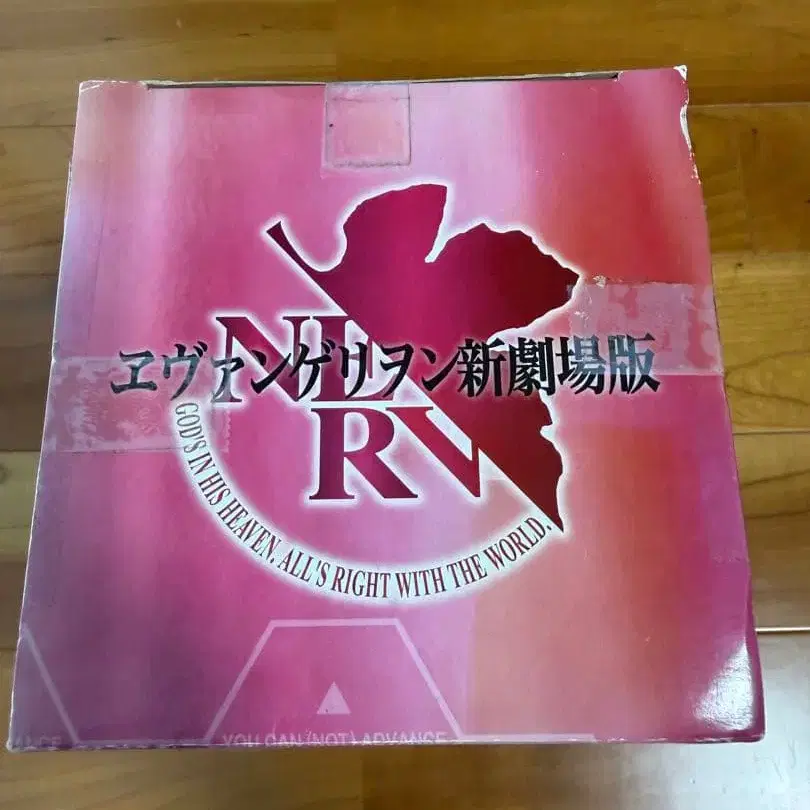 NERV
ヱヴァンゲリヲン新劇場版
GOD'S IN HIS HEAVEN. ALL'S RIGHT WITH THE WORLD.
YOU CAN (NOT) ADVANCE